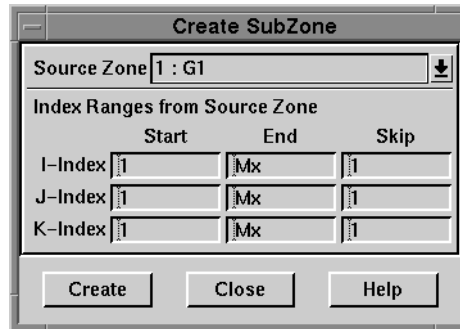 Create SubZone
Source Zone 1 : G1
Index Ranges from Source Zone
Start End Skip
I-Index 1 Mx 1
J-Index 1 Mx 1
K-Index 1 Mx 1
Create Close Help